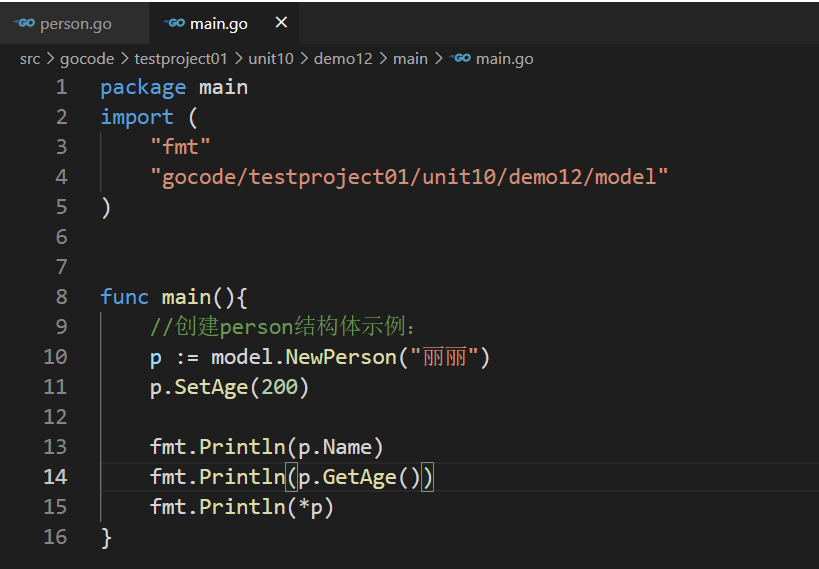 GO person.go GO main.go ×
src > gocode > testproject01 > unit10 > demo12 > main > GO main.go
1 package main
2 import (
3 "fmt"
4 "gocode/testproject01/unit10/demo12/model"
5 )
6
7
8 func main(){
9 //创建person结构体示例：
10 p := model.NewPerson("丽丽")
11 p.SetAge(200)
12
13 fmt.Println(p.Name)
14 fmt.Println(p.GetAge())
15 fmt.Println(*p)
16 }